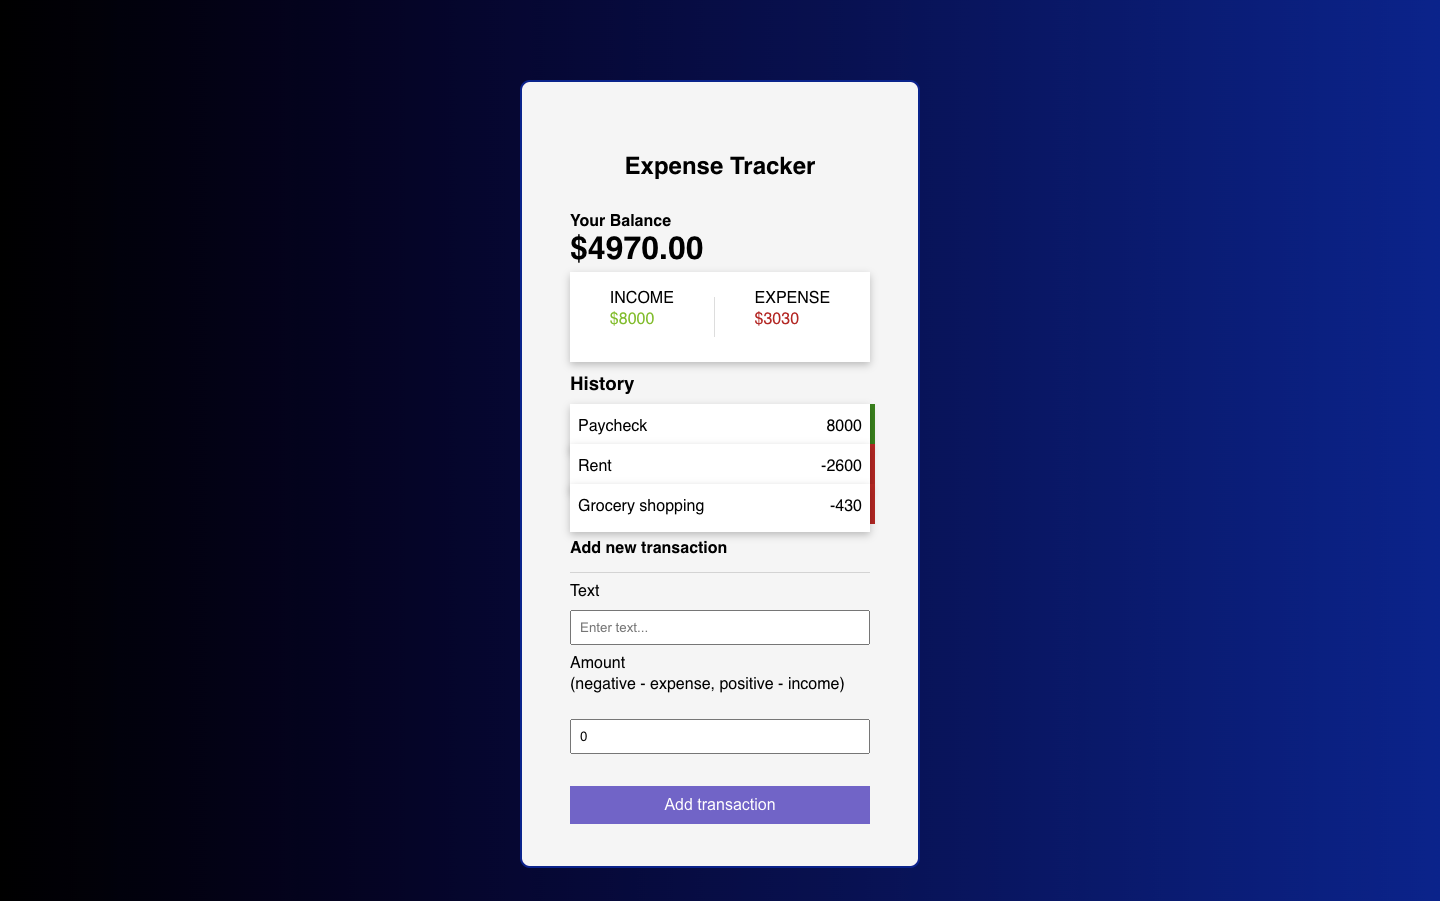 Expense Tracker
Your Balance
$4970.00
INCOME EXPENSE
$8000 $3030
History
Paycheck 8000
Rent -2600
Grocery shopping -430
Add new transaction
Text
Enter text...
Amount
(negative - expense, positive - income)
0
Add transaction